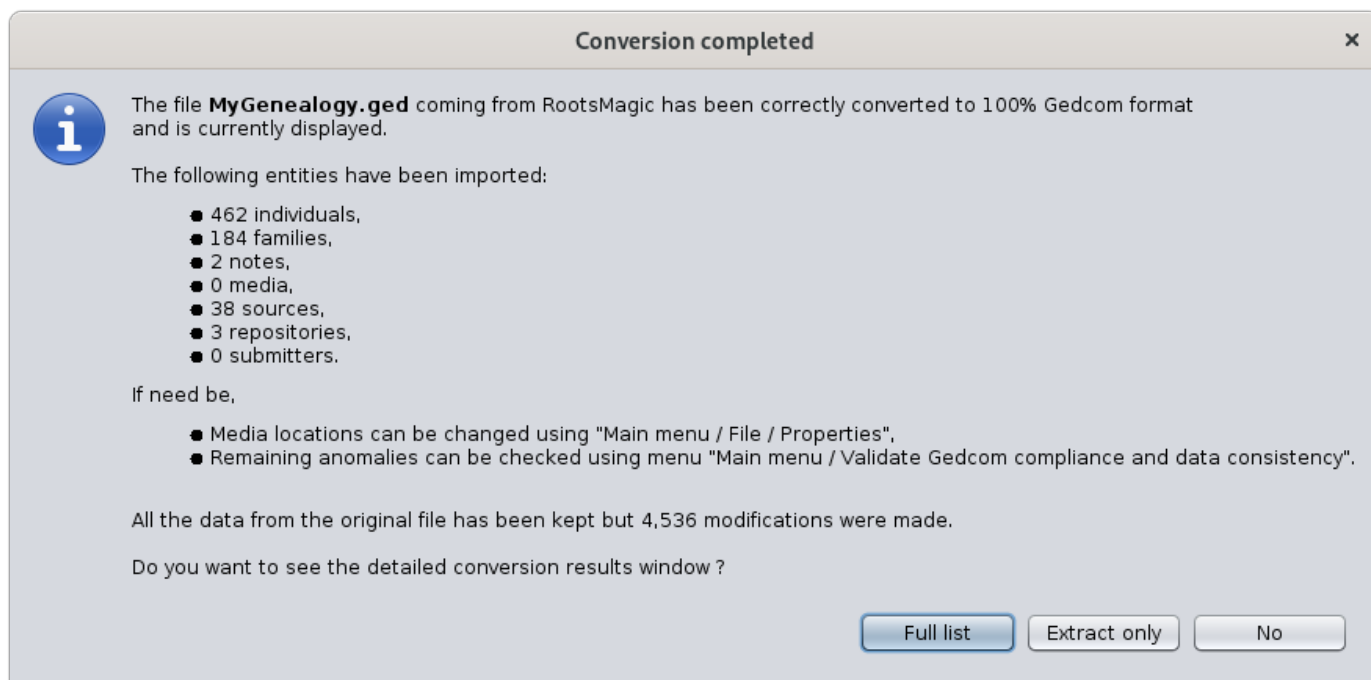 Conversion completed
×
The file MyGenealogy.ged coming from RootsMagic has been correctly converted to 100% Gedcom format
and is currently displayed.
The following entities have been imported:
● 462 individuals,
● 184 families,
● 2 notes,
● 0 media,
● 38 sources,
● 3 repositories,
● 0 submitters.
If need be,
● Media locations can be changed using "Main menu / File / Properties",
● Remaining anomalies can be checked using menu "Main menu / Validate Gedcom compliance and data consistency".
All the data from the original file has been kept but 4,536 modifications were made.
Do you want to see the detailed conversion results window ?
Full list Extract only No